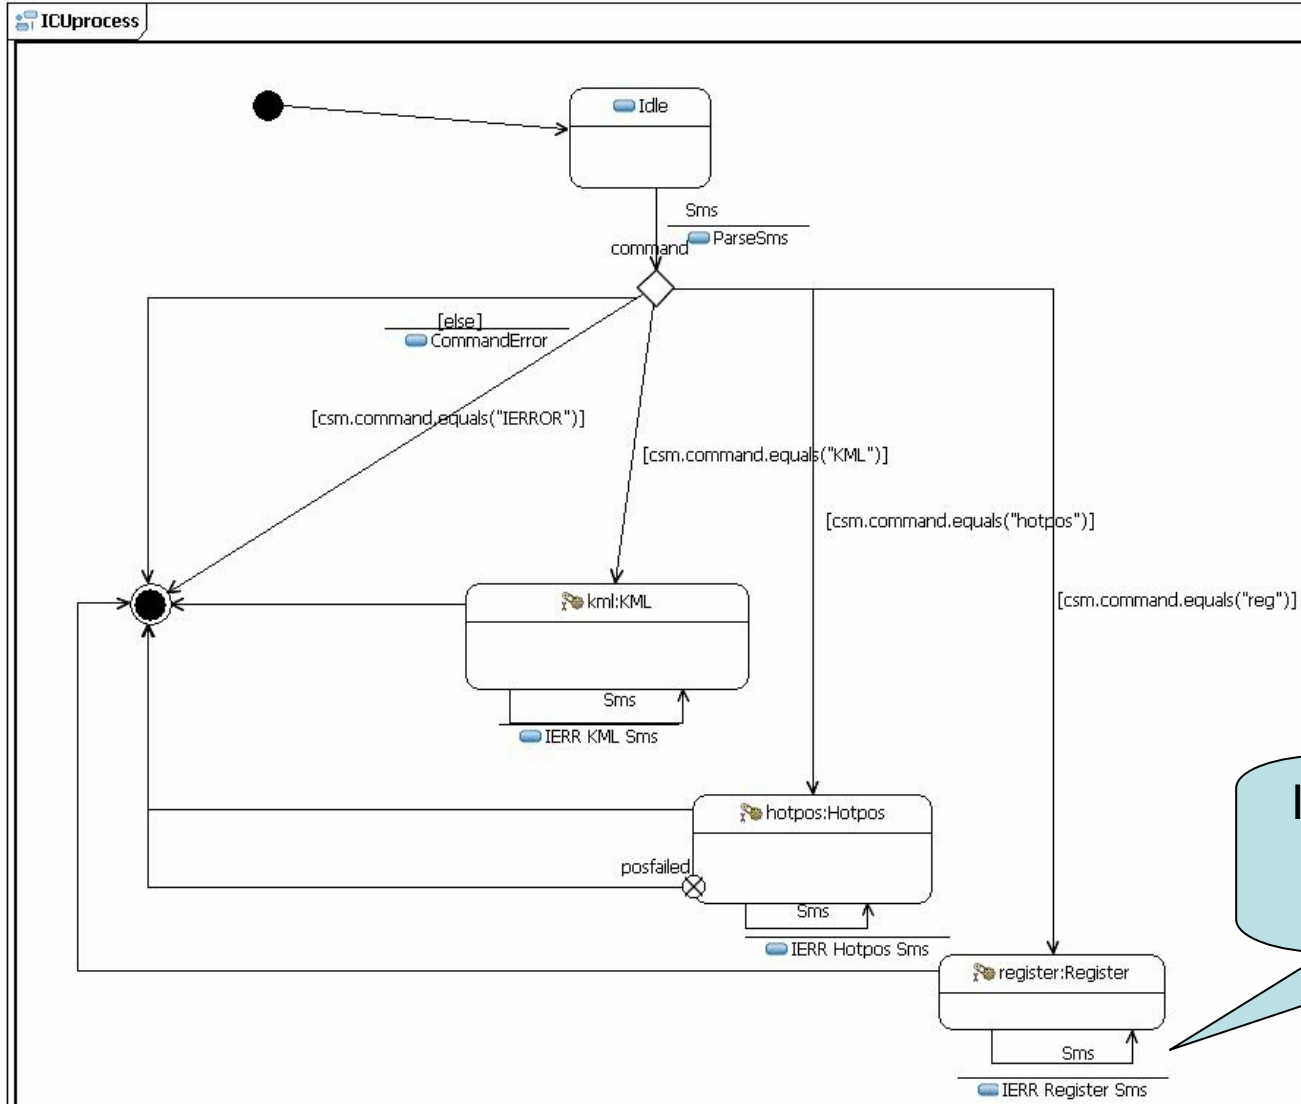 ICUprocess
Idle
Sms
ParseSms
command
[else]
CommandError
[csm.command.equals("IERROR")]
[csm.command.equals("KML")]
[csm.command.equals("hotpos")]
[csm.command.equals("reg")]
kml:KML
Sms
IERR KML Sms
hotpos:Hotpos
posfailed
Sms
IERR Hotpos Sms
register:Register
Sms
IERR Register Sms